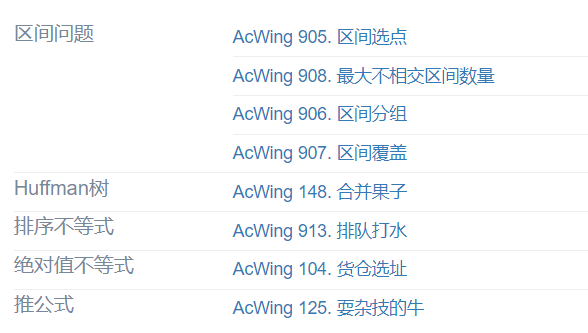 区间问题 AcWing 905. 区间选点
AcWing 908. 最大不相交区间数量
AcWing 906. 区间分组
AcWing 907. 区间覆盖
Huffman树 AcWing 148. 合并果子
排序不等式 AcWing 913. 排队打水
绝对值不等式 AcWing 104. 货仓选址
推公式 AcWing 125. 耍杂技的牛